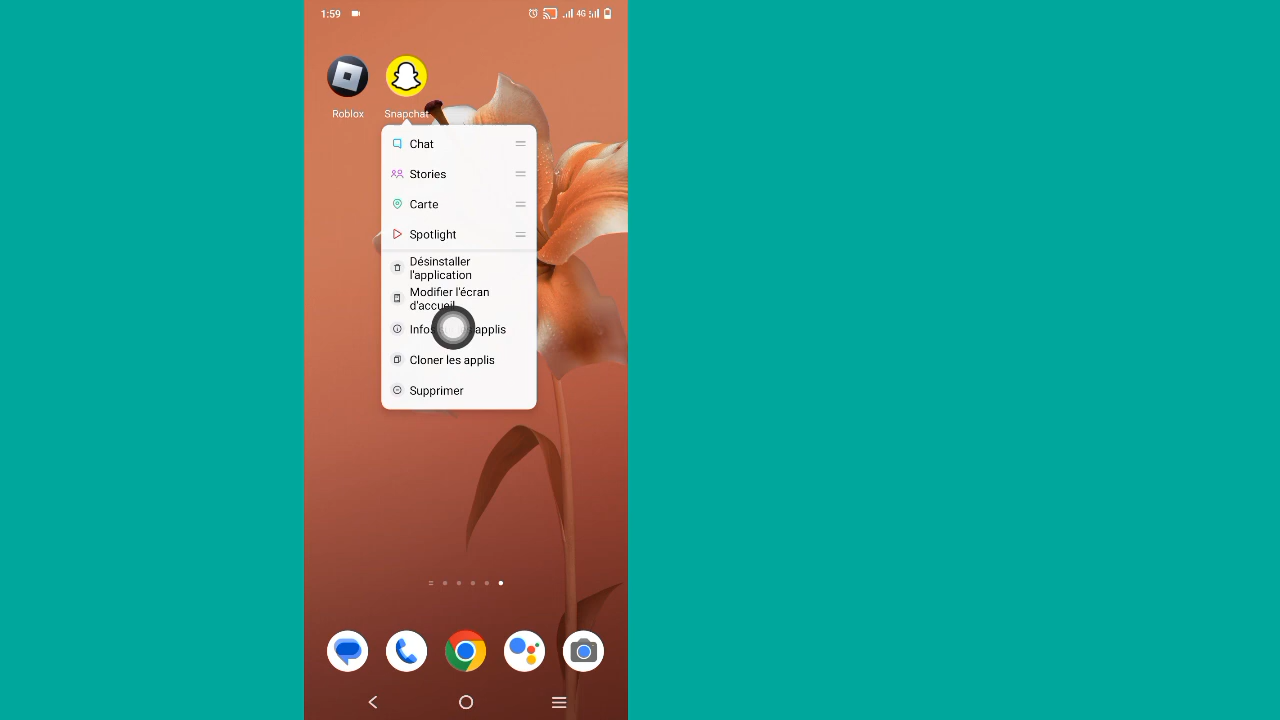 1:59
4G
Roblox
Snapchat
Chat
Stories
Carte
Spotlight
Désinstaller
l'application
Modifier l'écran
d'accueil
Infos applis
Cloner les applis
Supprimer